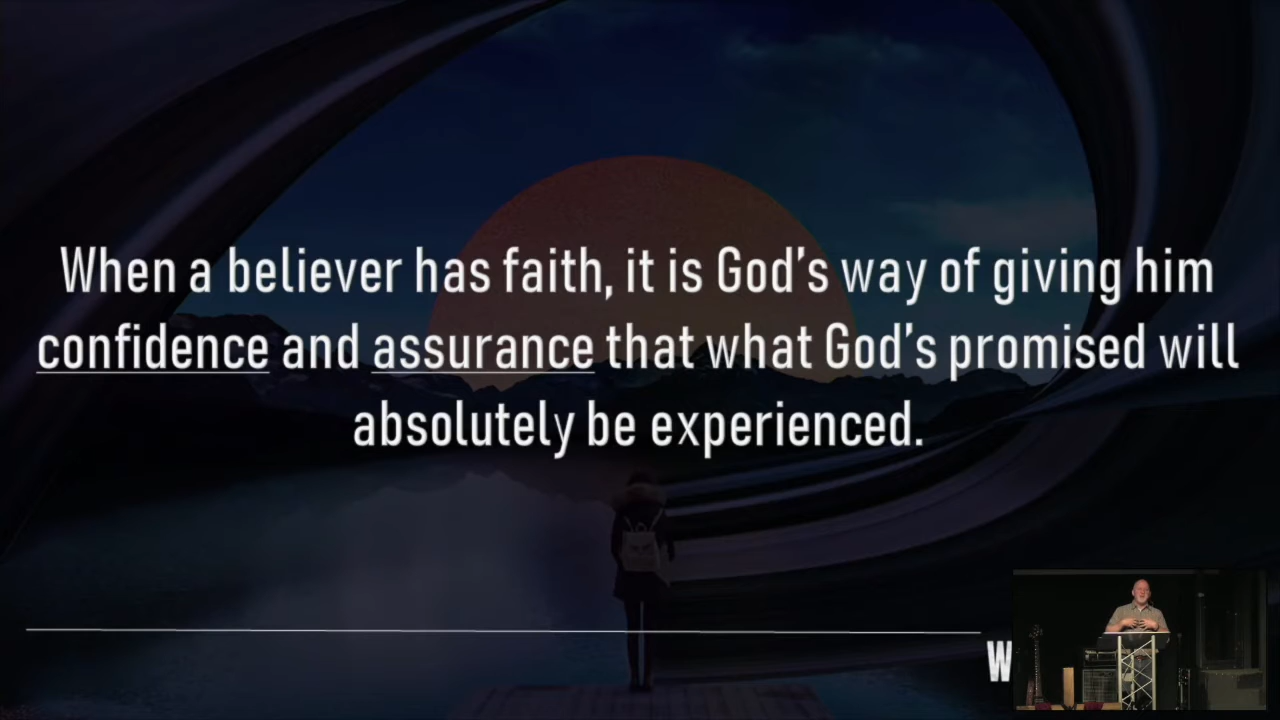 When a believer has faith, it is God's way of giving him
confidence and assurance that what God's promised will
absolutely be experienced.
W